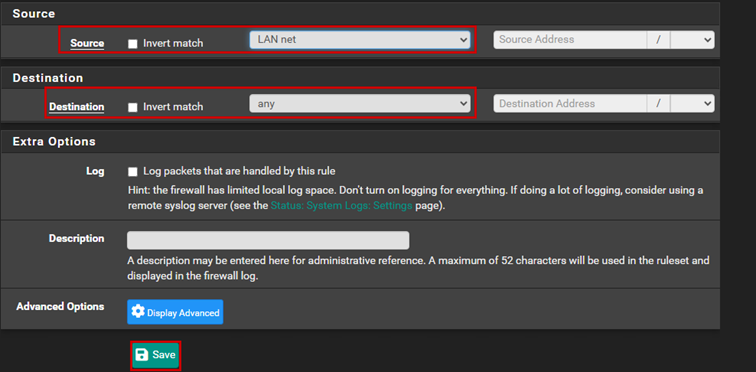 Source
Source Invert match LAN net Source Address /
Destination
Destination Invert match any Destination Address /
Extra Options
Log Log packets that are handled by this rule
Hint: the firewall has limited local log space. Don't turn on logging for everything. If doing a lot of logging, consider using a
remote syslog server (see the Status: System Logs: Settings page).
Description
A description may be entered here for administrative reference. A maximum of 52 characters will be used in the ruleset and
displayed in the firewall log.
Advanced Options Display Advanced
Save